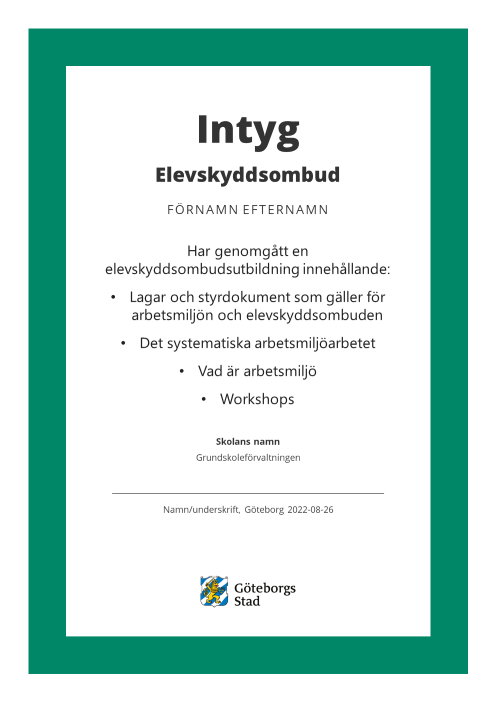 Intyg
Elevskyddsombud
FÖRNAMN EFTERNAMN
Har genomgått en
elevskyddsombudsutbildning innehållande:
• Lagar och styrdokument som gäller för
arbetsmiljön och elevskyddsombuden
• Det systematiska arbetsmiljöarbetet
• Vad är arbetsmiljö
• Workshops
Skolans namn
Grundskoleförvaltningen
Namn/underskrift, Göteborg 2022-08-26
Göteborgs
Stad